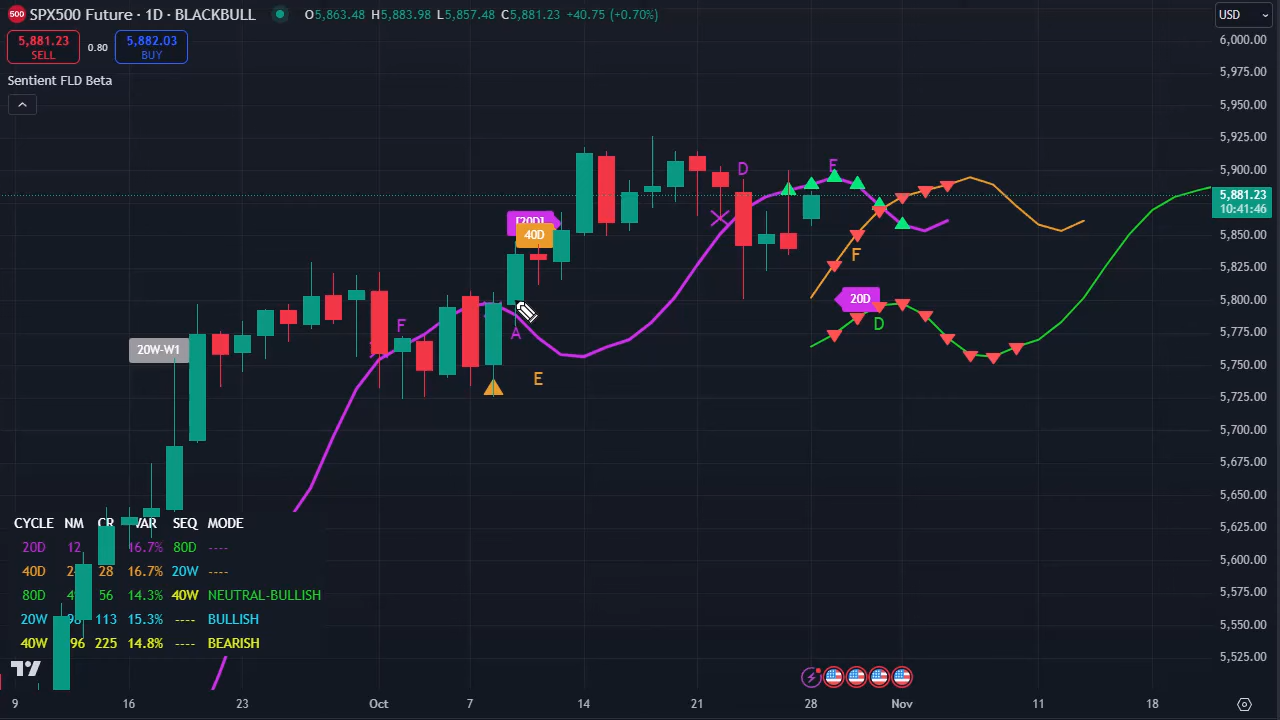 500 SPX500 Future · 1D · BLACKBULL O5,863.48 H5,883.98 L5,857.48 C5,881.23 +40.75 (+0.70%)
USD
5,881.23 SELL
0.80
5,882.03 BUY
Sentient FLD Beta
6,000.00
5,975.00
5,950.00
5,925.00
5,900.00
5,881.23
10:41:46
5,850.00
5,825.00
5,800.00
5,775.00
5,750.00
5,725.00
5,700.00
5,675.00
5,650.00
5,625.00
5,600.00
5,575.00
5,550.00
5,525.00
D
[20D]
40D
F
20D
F
D
A
E
20W-W1
CYCLE NM CR VAR SEQ MODE
20D 12 16.7% 80D ----
40D 28 16.7% 20W ----
80D 56 14.3% 40W NEUTRAL-BULLISH
20W 113 15.3% ---- BULLISH
40W 225 14.8% ---- BEARISH
9 16 23 Oct 7 14 21 28 Nov 11 18